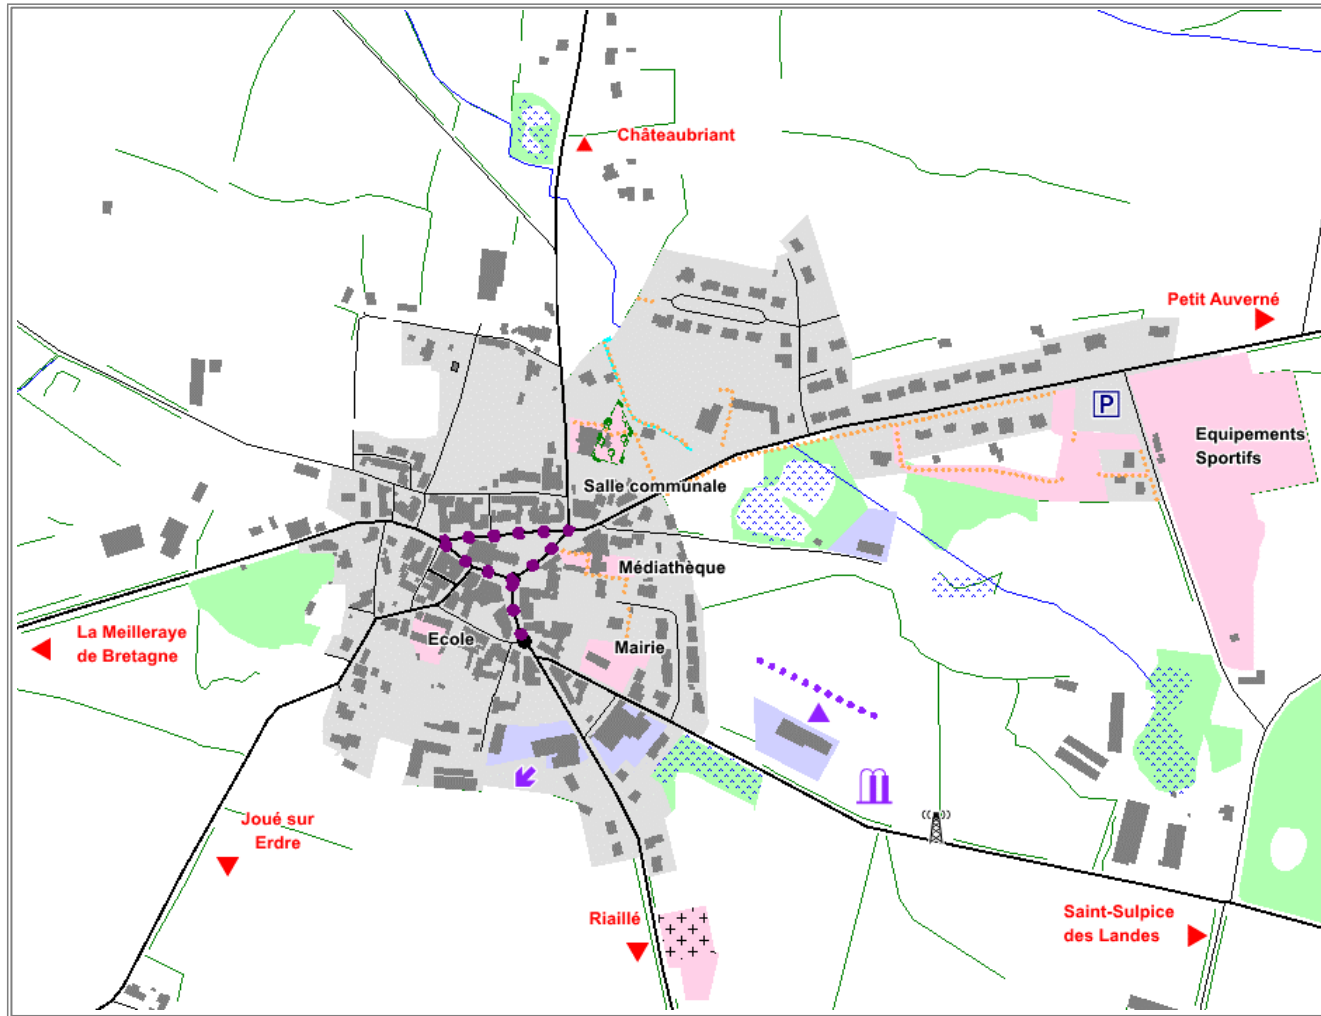 Châteaubriant
Petit Auverné
P
Equipements
Sportifs
Salle communale
Médiathèque
Ecole
Mairie
La Meilleraye
de Bretagne
Joué sur
Erdre
Riaillé
Saint-Sulpice
des Landes